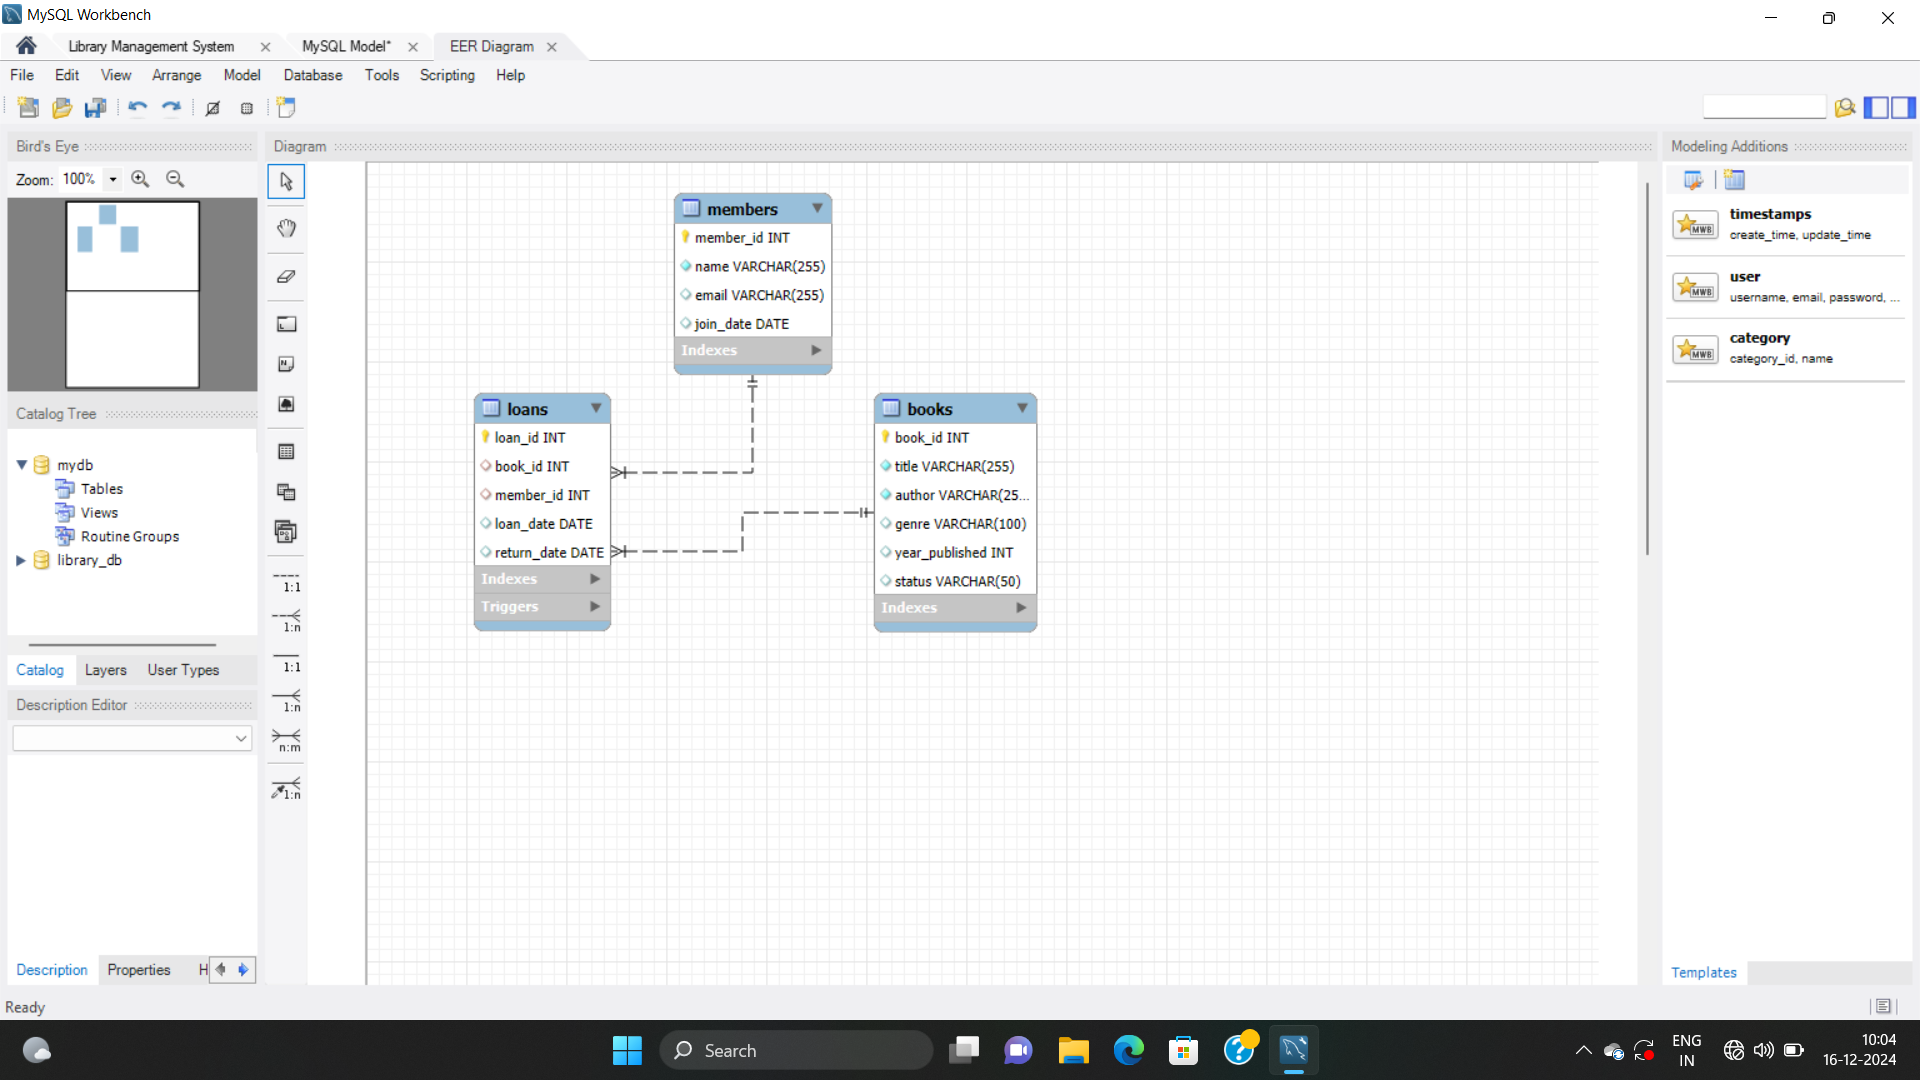 MySQL Workbench
Library Management System
MySQL Model*
EER Diagram
File Edit View Arrange Model Database Tools Scripting Help
Bird's Eye
Zoom: 100%
Catalog Tree
mydb
Tables
Views
Routine Groups
library_db
Catalog Layers User Types
Description Editor
Description Properties H
Ready
Diagram
1:1
1:n
1:1
1:n
n:m
1:n
members
member_id INT
name VARCHAR(255)
email VARCHAR(255)
join_date DATE
Indexes
loans
loan_id INT
book_id INT
member_id INT
loan_date DATE
return_date DATE
Indexes
Triggers
books
book_id INT
title VARCHAR(255)
author VARCHAR(25...
genre VARCHAR(100)
year_published INT
status VARCHAR(50)
Indexes
Modeling Additions
MWB
timestamps
create_time, update_time
MWB
user
username, email, password, ...
MWB
category
category_id, name
Templates
Search
ENG
IN
10:04
16-12-2024